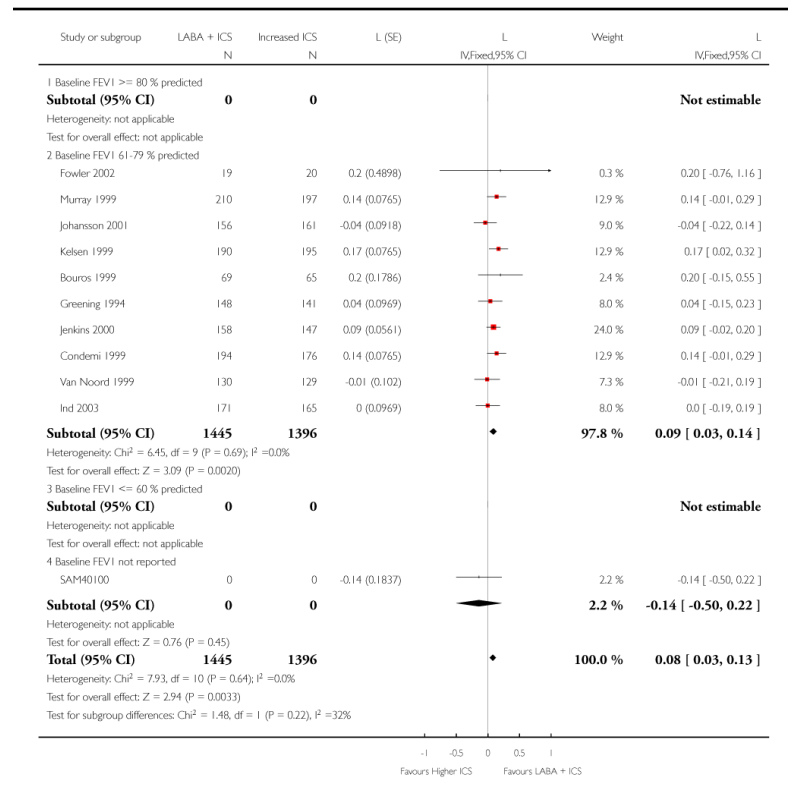 Study or subgroup LABA + ICS Increased ICS L (SE) L Weight L
N N IV,Fixed,95% CI IV,Fixed,95% CI
1 Baseline FEV1 >= 80 % predicted
Subtotal (95% CI) 0 0 Not estimable
Heterogeneity: not applicable
Test for overall effect: not applicable
2 Baseline FEV1 61-79 % predicted
Fowler 2002 19 20 0.2 (0.4898) 0.3 % 0.20 [ -0.76, 1.16 ]
Murray 1999 210 197 0.14 (0.0765) 12.9 % 0.14 [ -0.01, 0.29 ]
Johansson 2001 156 161 -0.04 (0.0918) 9.0 % -0.04 [ -0.22, 0.14 ]
Kelsen 1999 190 195 0.17 (0.0765) 12.9 % 0.17 [ 0.02, 0.32 ]
Bouros 1999 69 65 0.2 (0.1786) 2.4 % 0.20 [ -0.15, 0.55 ]
Greening 1994 148 141 0.04 (0.0969) 8.0 % 0.04 [ -0.15, 0.23 ]
Jenkins 2000 158 147 0.09 (0.0561) 24.0 % 0.09 [ -0.02, 0.20 ]
Condemi 1999 194 176 0.14 (0.0765) 12.9 % 0.14 [ -0.01, 0.29 ]
Van Noord 1999 130 129 -0.01 (0.102) 7.3 % -0.01 [ -0.21, 0.19 ]
Ind 2003 171 165 0 (0.0969) 8.0 % 0.0 [ -0.19, 0.19 ]
Subtotal (95% CI) 1445 1396 97.8 % 0.09 [ 0.03, 0.14 ]
Heterogeneity: Chi² = 6.45, df = 9 (P = 0.69); I² =0.0%
Test for overall effect: Z = 3.09 (P = 0.0020)
3 Baseline FEV1 <= 60 % predicted
Subtotal (95% CI) 0 0 Not estimable
Heterogeneity: not applicable
Test for overall effect: not applicable
4 Baseline FEV1 not reported
SAM40100 0 0 -0.14 (0.1837) 2.2 % -0.14 [ -0.50, 0.22 ]
Subtotal (95% CI) 0 0 2.2 % -0.14 [ -0.50, 0.22 ]
Heterogeneity: not applicable
Test for overall effect: Z = 0.76 (P = 0.45)
Total (95% CI) 1445 1396 100.0 % 0.08 [ 0.03, 0.13 ]
Heterogeneity: Chi² = 7.93, df = 10 (P = 0.64); I² =0.0%
Test for overall effect: Z = 2.94 (P = 0.0033)
Test for subgroup differences: Chi² = 1.48, df = 1 (P = 0.22), I² =32%
-1 -0.5 0 0.5 1
Favours Higher ICS Favours LABA + ICS